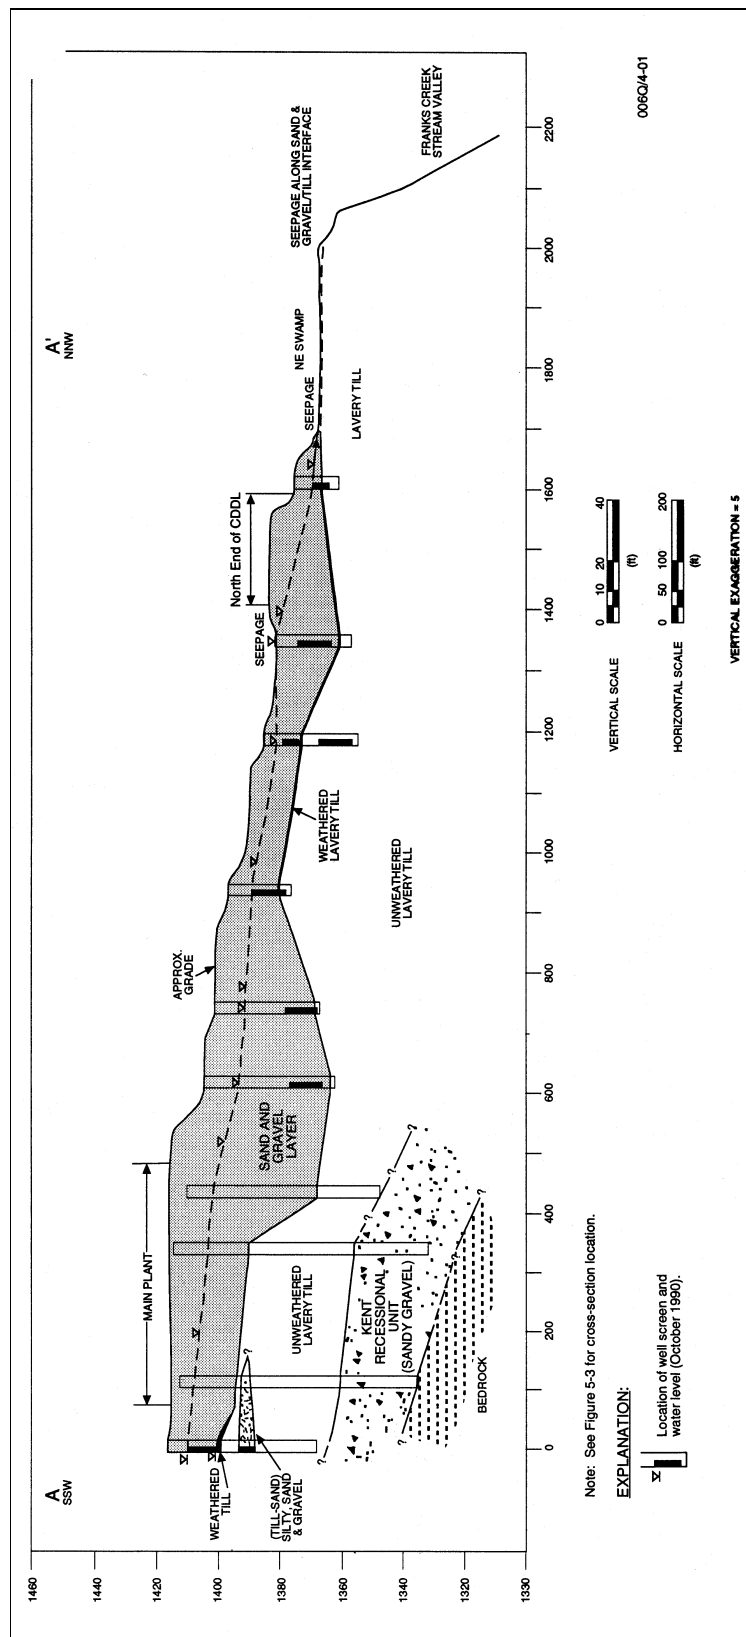 A
SSW
A'
NNW
1460
1440
1420
1400
1380
1360
1340
1330
MAIN PLANT
APPROX.
GRADE
SEEPAGE
North End of CDDL
SEEPAGE
NE SWAMP
SEEPAGE ALONG SAND &
GRAVEL/TILL INTERFACE
FRANKS CREEK
STREAM VALLEY
WEATHERED
TILL
(TILL-SAND)
SILTY, SAND
& GRAVEL
?
UNWEATHERED
LAVERY TILL
SAND AND
GRAVEL
LAYER
WEATHERED
LAVERY TILL
UNWEATHERED
LAVERY TILL
LAVERY TILL
KENT
RECESSIONAL
UNIT
(SANDY GRAVEL)
BEDROCK
?
?
?
?
?
?
?
0
200
400
600
800
1000
1200
1400
1600
1800
2000
2200
Note: See Figure 5-3 for cross-section location.
EXPLANATION:
Location of well screen and
water level (October 1990).
VERTICAL SCALE
0 10 20 40
(ft)
HORIZONTAL SCALE
0 50 100 200
(ft)
VERTICAL EXAGGERATION = 5
006Q/4-01